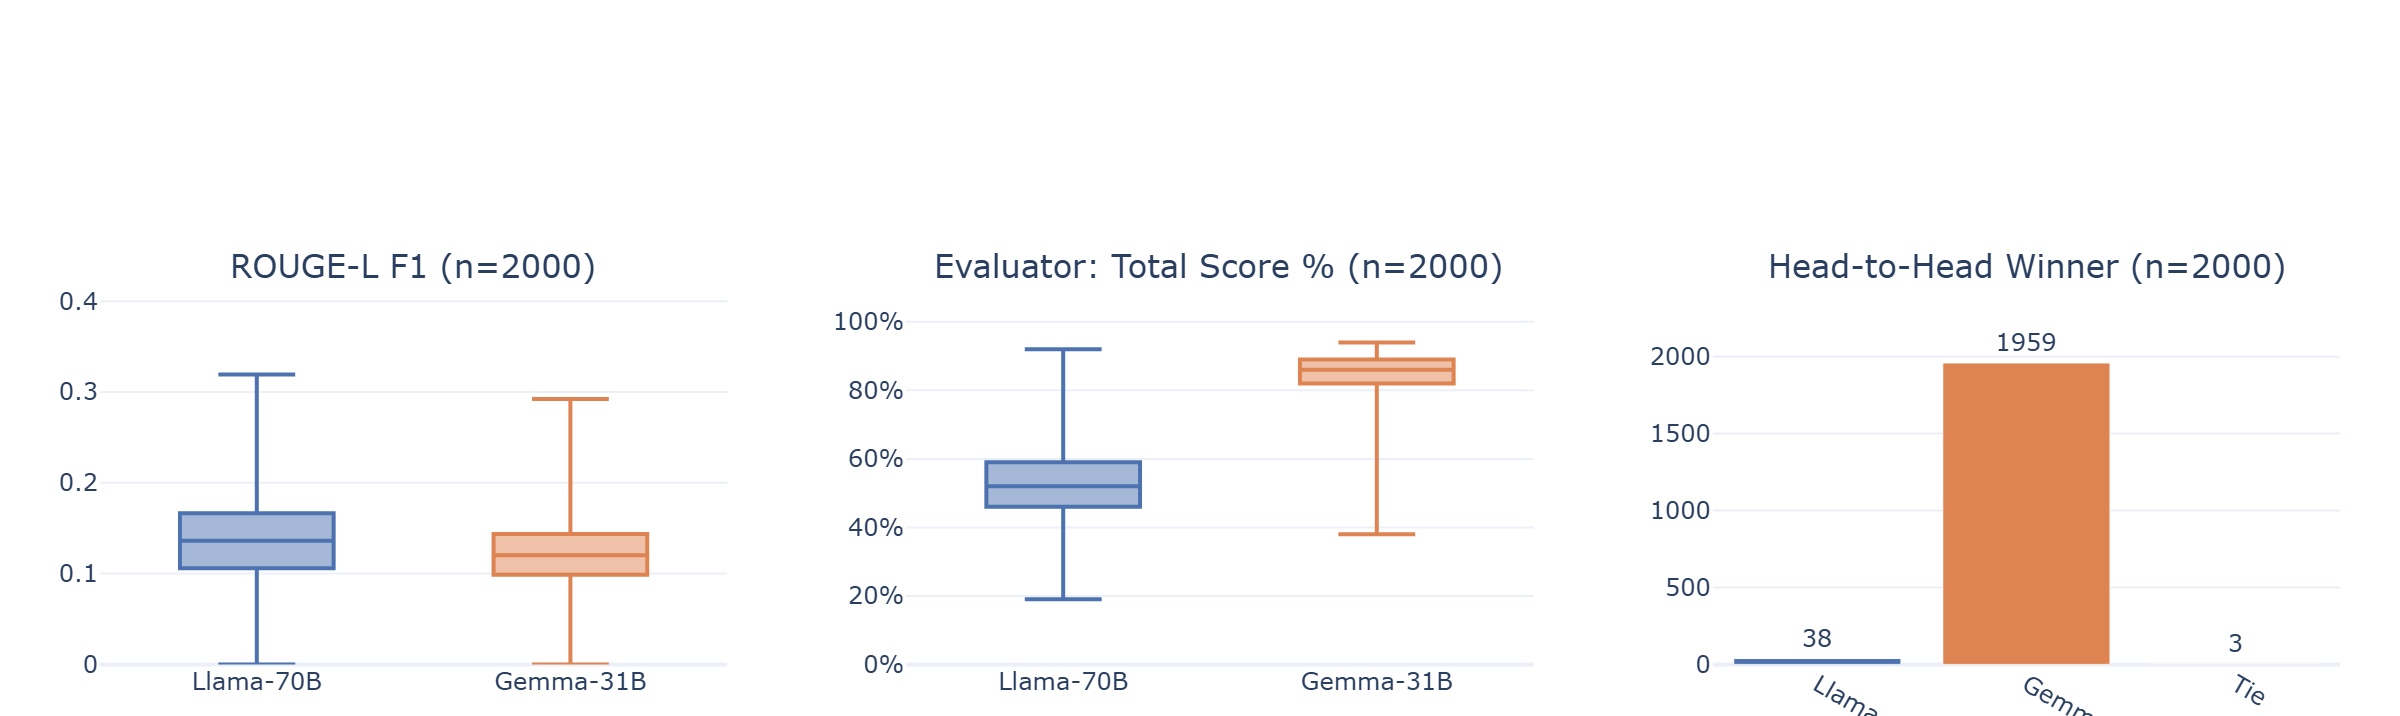 ROUGE-L F1 (n=2000)
0.4
0.3
0.2
0.1
0
Llama-70B
Gemma-31B
Evaluator: Total Score % (n=2000)
100%
80%
60%
40%
20%
0%
Llama-70B
Gemma-31B
Head-to-Head Winner (n=2000)
2000
1500
1000
500
0
38
1959
3
Llama
Gemm
Tie